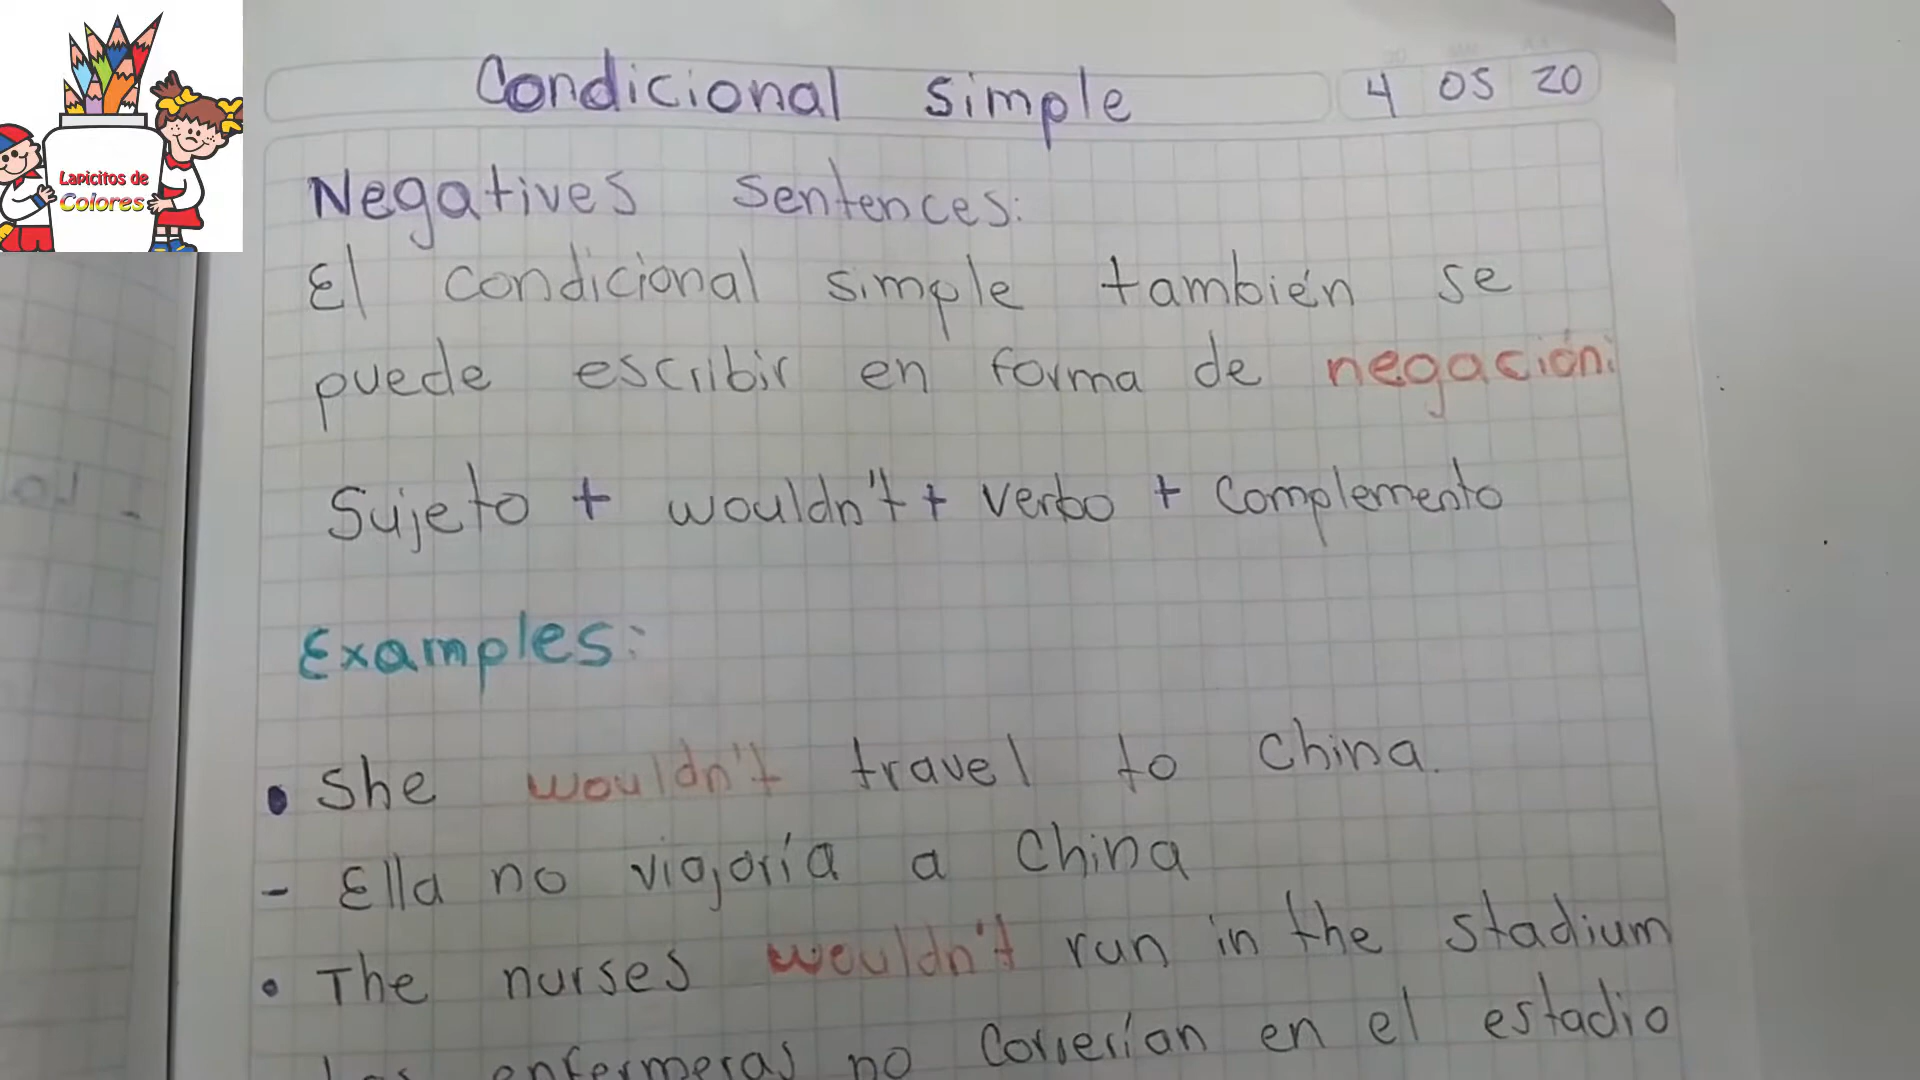 Lapicitos de
Colores
Condicional simple 4 05 20
Negatives sentences:
El condicional simple también se
puede escribir en forma de negación:
Sujeto + wouldn't + verbo + complemento
Examples:
• She wouldn't travel to China.
- Ella no viajaría a China
• The nurses wouldn't run in the stadium
Las enfermeras no correrían en el estadio